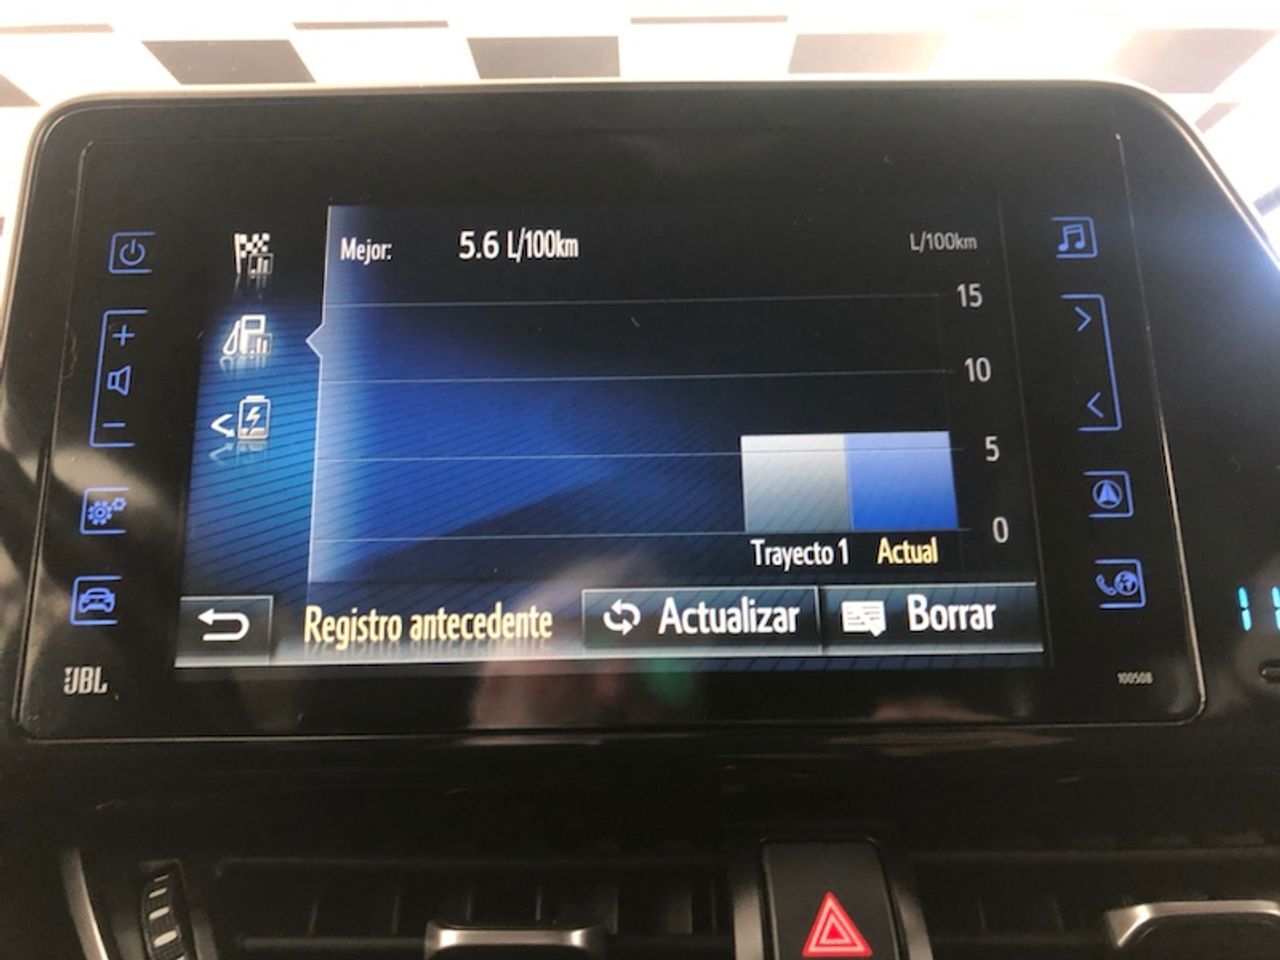 Mejor: 5.6 L/100km
L/100km
15
10
5
0
Trayecto 1 Actual
Registro antecedente Actualizar Borrar
JBL
100508